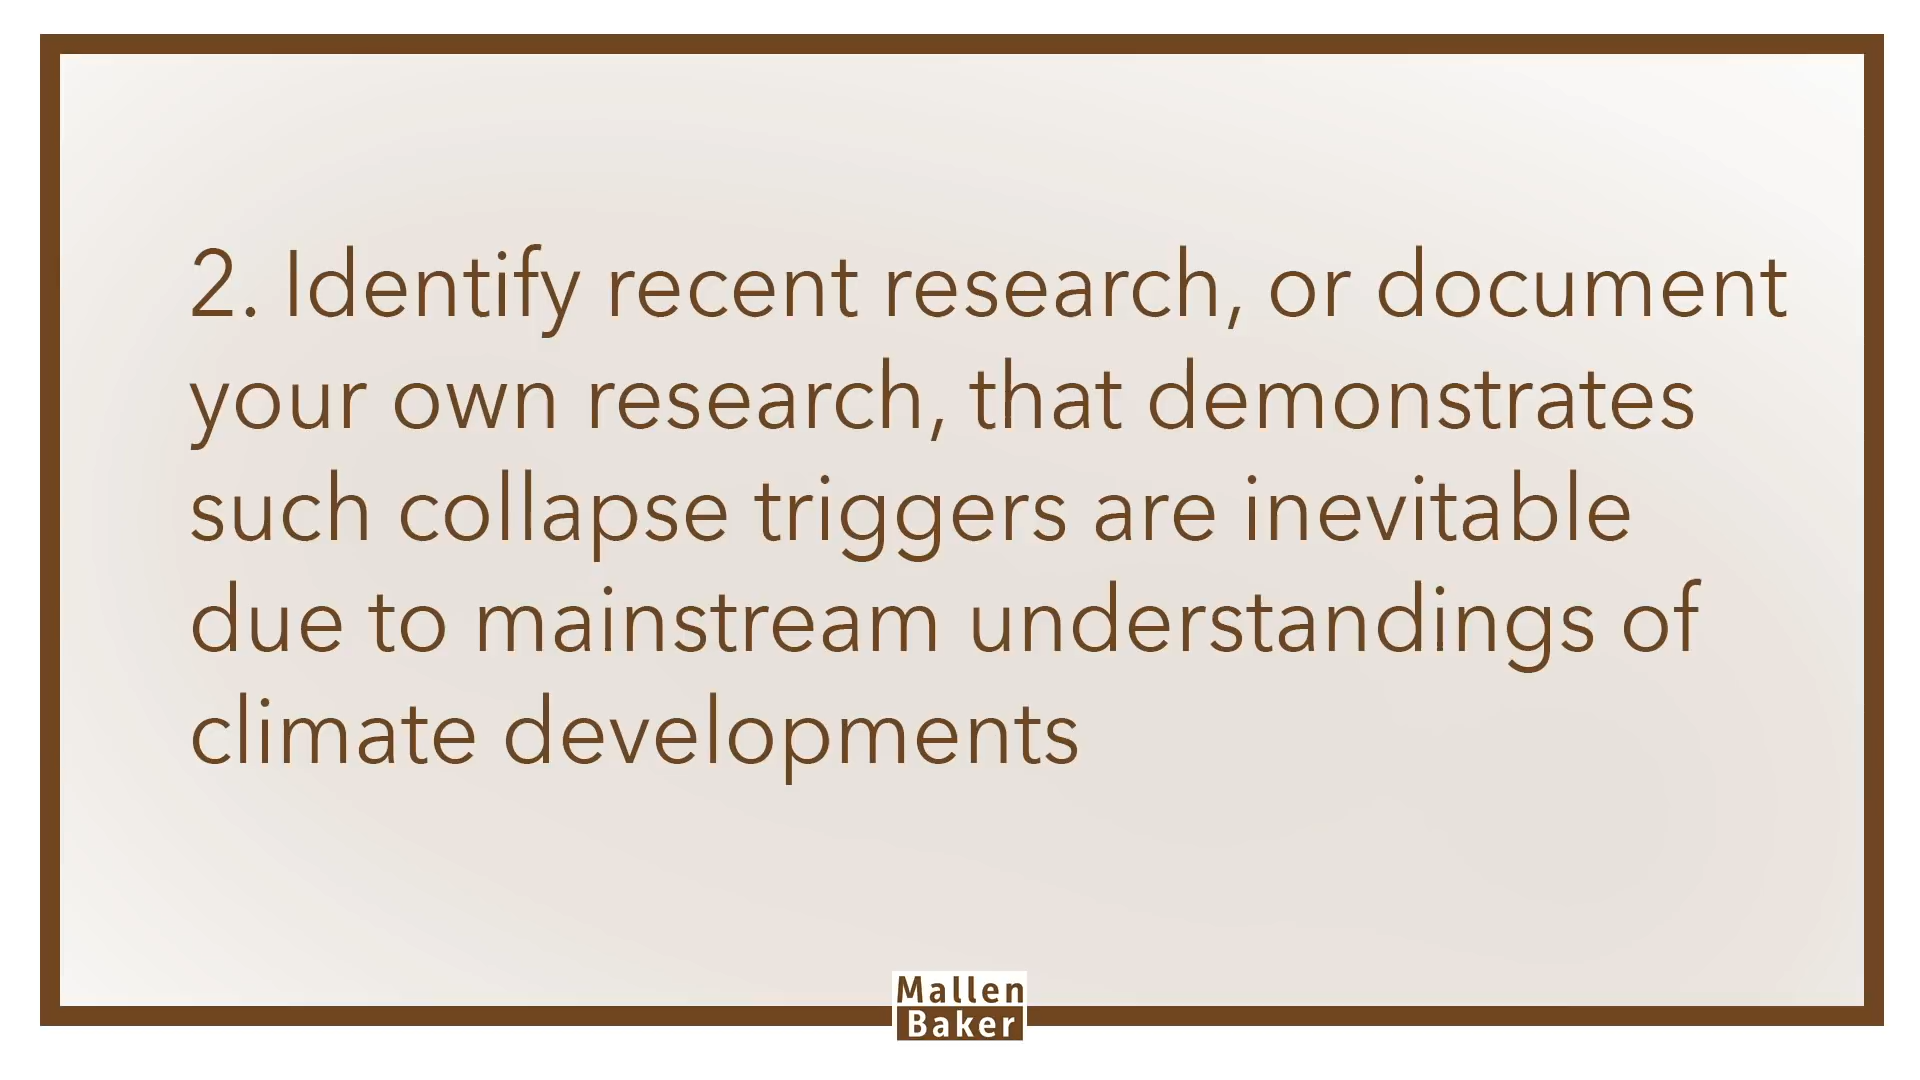 2. Identify recent research, or document
your own research, that demonstrates
such collapse triggers are inevitable
due to mainstream understandings of
climate developments
Mallen
Baker